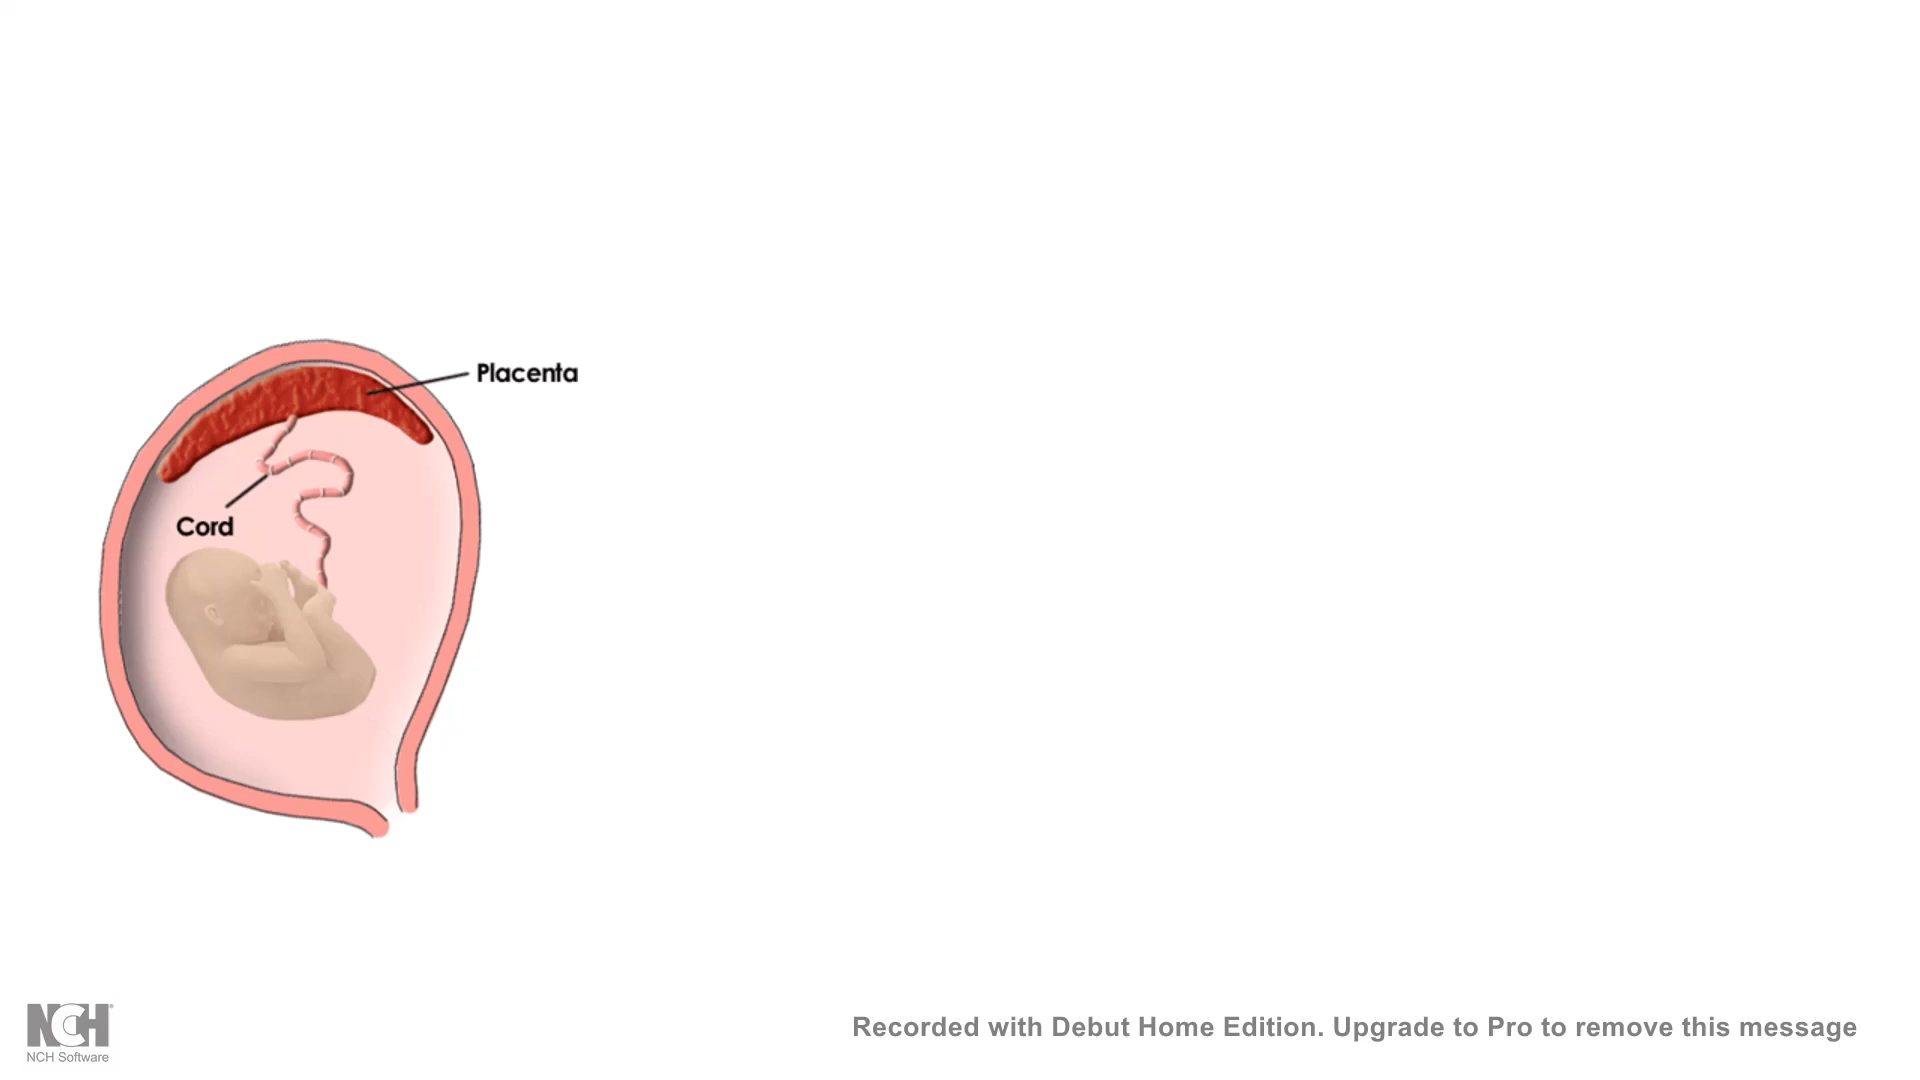 Placenta
Cord
NCH
NCH Software
Recorded with Debut Home Edition. Upgrade to Pro to remove this message